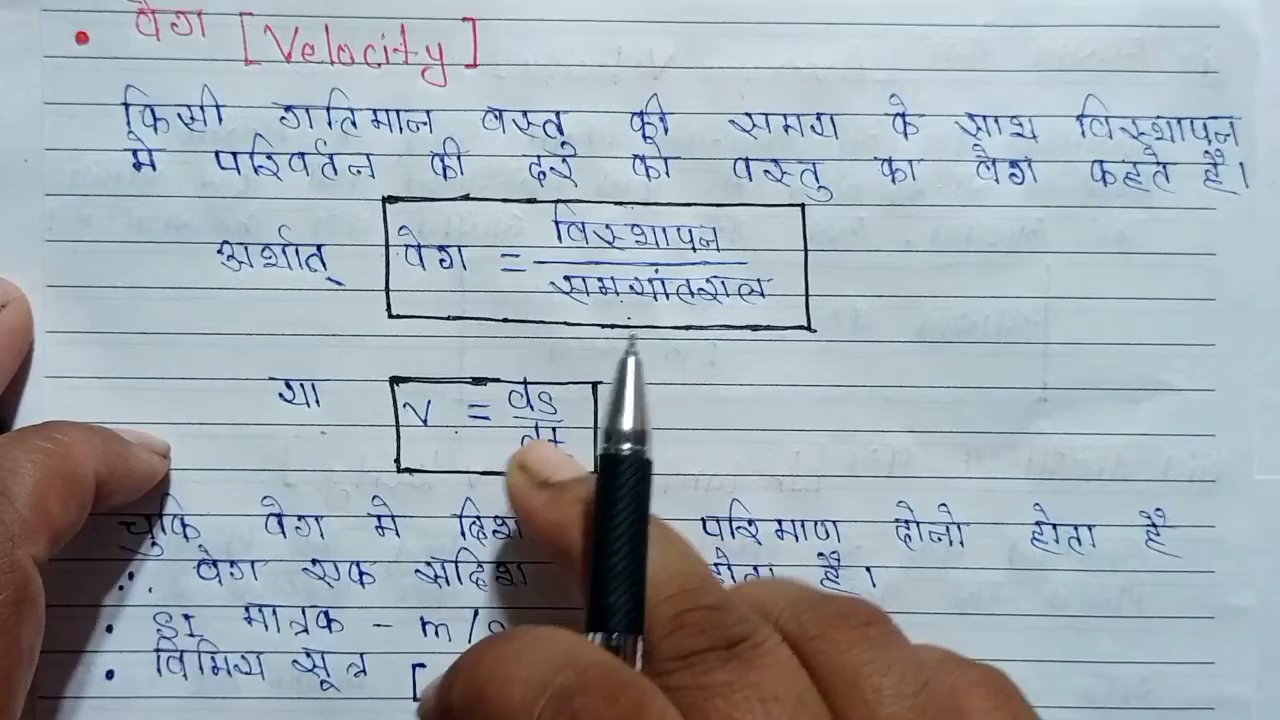 • वेग [Velocity]
किसी गतिमान वस्तु की समय के साथ विस्थापन
मे परिवर्तन की दर को वस्तु का वेग कहते है।
अर्थात् वेग = विस्थापन / समयांतराल
या v = ds / dt
चुकि वेग मे परिमाण दोनो होता है
∴ वेग एक होता है।
• SI मात्रक - m/s
• विमिय सूत्र [